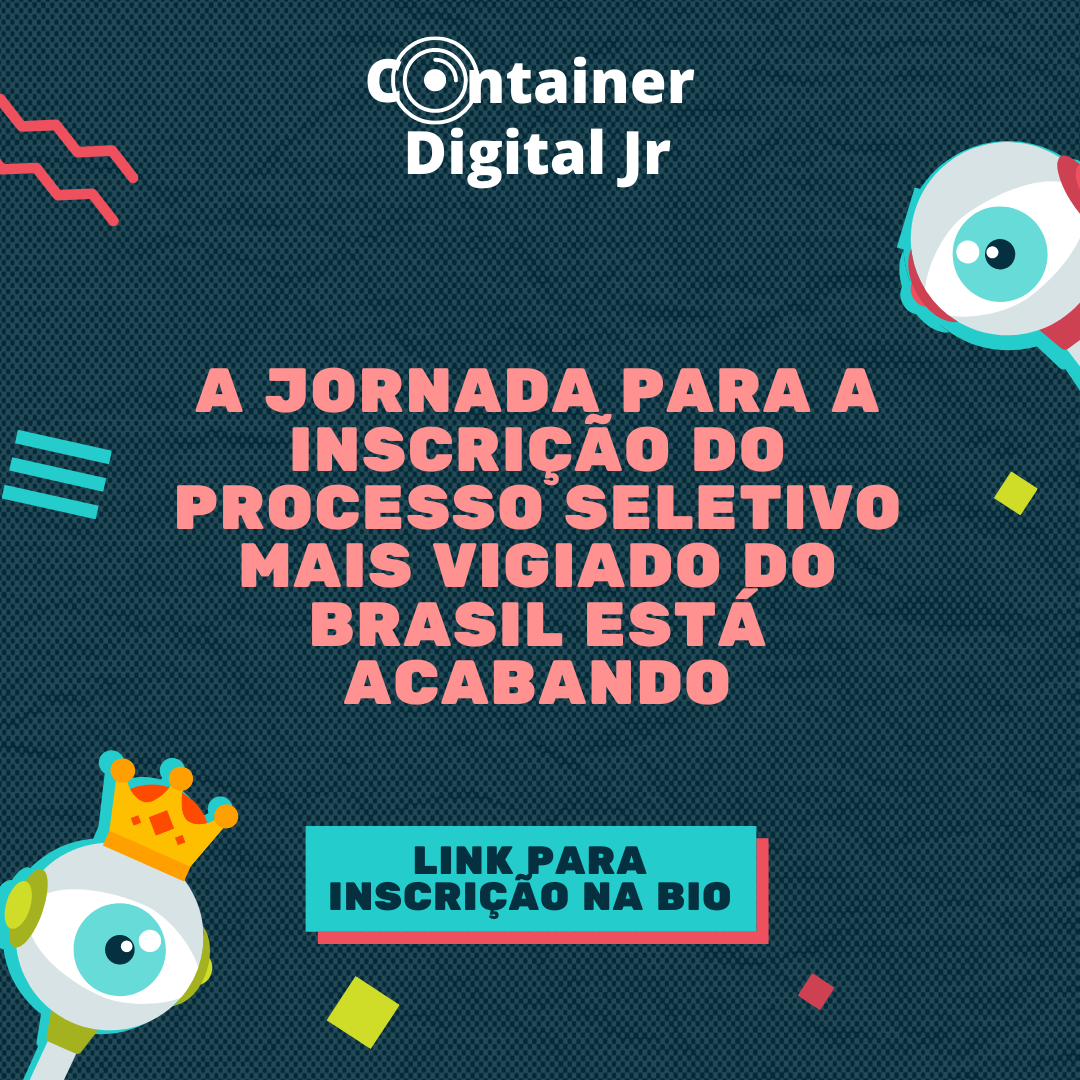 Container
Digital Jr
A JORNADA PARA A
INSCRIÇÃO DO
PROCESSO SELETIVO
MAIS VIGIADO DO
BRASIL ESTÁ
ACABANDO
LINK PARA
INSCRIÇÃO NA BIO